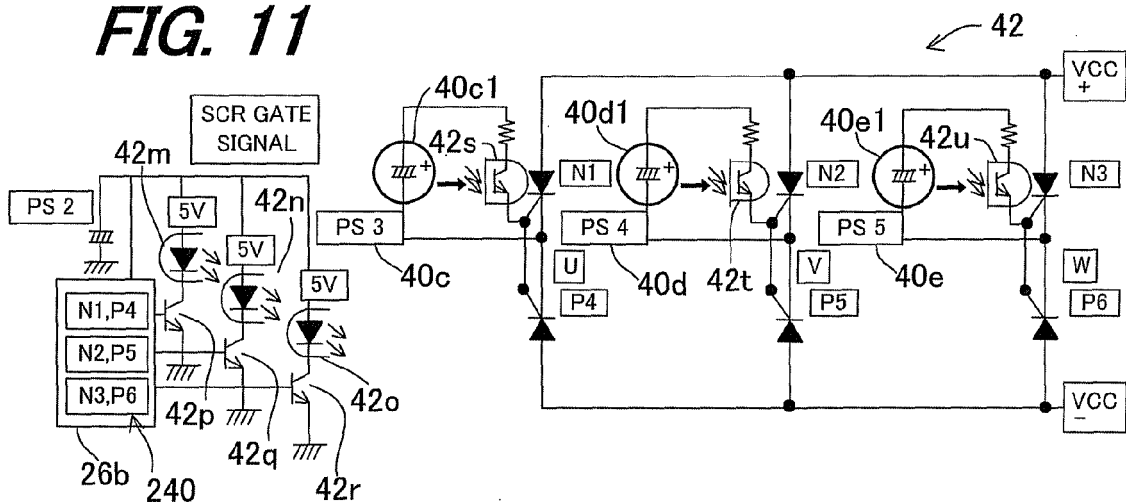 FIG. 11
42
VCC
+
40c1
SCR GATE
SIGNAL
42s
40d1
40e1
42u
42m
N1
N2
N3
42n
PS 2
5V
PS 3
PS 4
PS 5
5V
40c
U
40d
42t
V
40e
W
5V
P4
P5
P6
N1,P4
N2,P5
N3,P6
42o
42p
VCC
–
42q
26b
240
42r